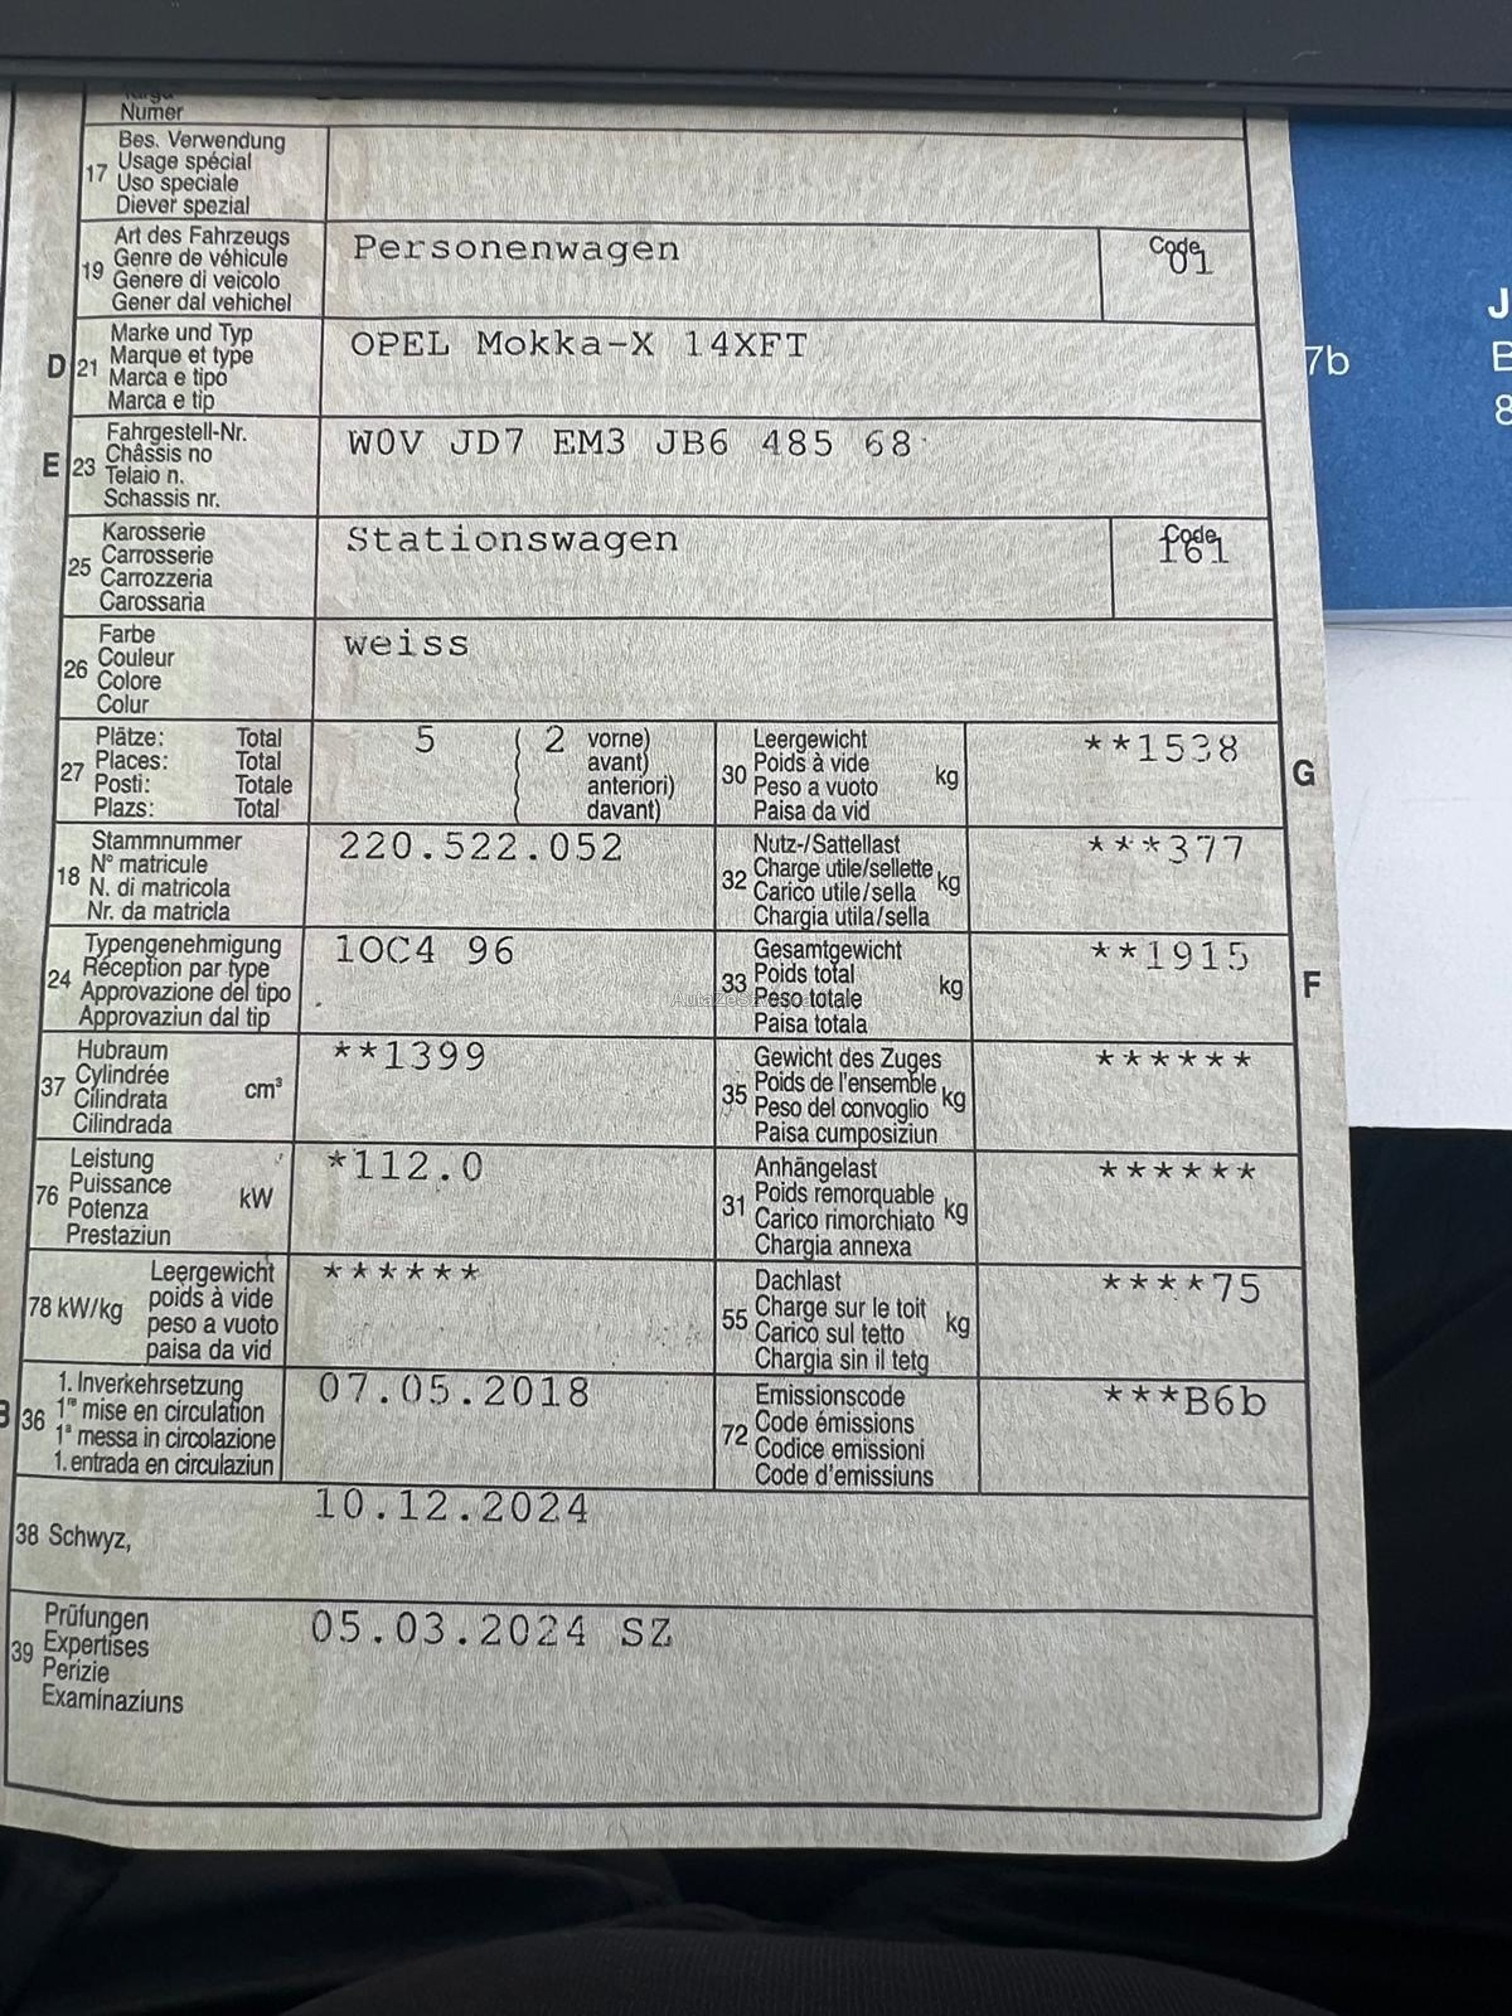 Numer
17 Bes. Verwendung
Usage spécial
Uso speciale
Diever spezial
19 Art des Fahrzeugs
Genre de véhicule
Genere di veicolo
Gener dal vehichel
Personenwagen
Code
01
D 21 Marke und Typ
Marque et type
Marca e tipo
Marca e tip
OPEL Mokka-X 14XFT
E 23 Fahrgestell-Nr.
Châssis no
Telaio n.
Schassis nr.
W0V JD7 EM3 JB6 485 68
25 Karosserie
Carrosserie
Carrozzeria
Carossaria
Stationswagen
Code
26 Farbe
Couleur
Colore
Colur
weiss
27 Plätze: Total
Places: Total
Posti: Totale
Plazs: Total
5 ( 2 vorne)
avant)
anteriori)
davant)
30 Leergewicht
Poids à vide kg
Peso a vuoto
Paisa da vid
**1538
G
18 Stammnummer
N° matricule
N. di matricola
Nr. da matricla
220.522.052
32 Nutz-/Sattellast
Charge utile/sellette kg
Carico utile/sella
Chargia utila/sella
***377
24 Typengenehmigung
Réception par type
Approvazione del tipo
Approvaziun dal tip
1OC4 96
33 Gesamtgewicht
Poids total kg
Peso totale
Paisa totala
**1915
F
37 Hubraum
Cylindrée cm³
Cilindrata
Cilindrada
**1399
35 Gewicht des Zuges
Poids de l'ensemble kg
Peso del convoglio
Paisa cumposiziun
******
76 Leistung
Puissance kW
Potenza
Prestaziun
*112.0
31 Anhängelast
Poids remorquable kg
Carico rimorchiato
Chargia annexa
******
78 kW/kg Leergewicht
poids à vide
peso a vuoto
paisa da vid
******
55 Dachlast
Charge sur le toit kg
Carico sul tetto
Chargia sin il tetg
****75
B 36 1. Inverkehrsetzung
1re mise en circulation
1a messa in circolazione
1. entrada en circulaziun
07.05.2018
72 Emissionscode
Code émissions
Codice emissioni
Code d'emissiuns
***B6b
38 Schwyz,
10.12.2024
39 Prüfungen
Expertises
Perizie
Examinaziuns
05.03.2024 SZ
7b
J
B
8